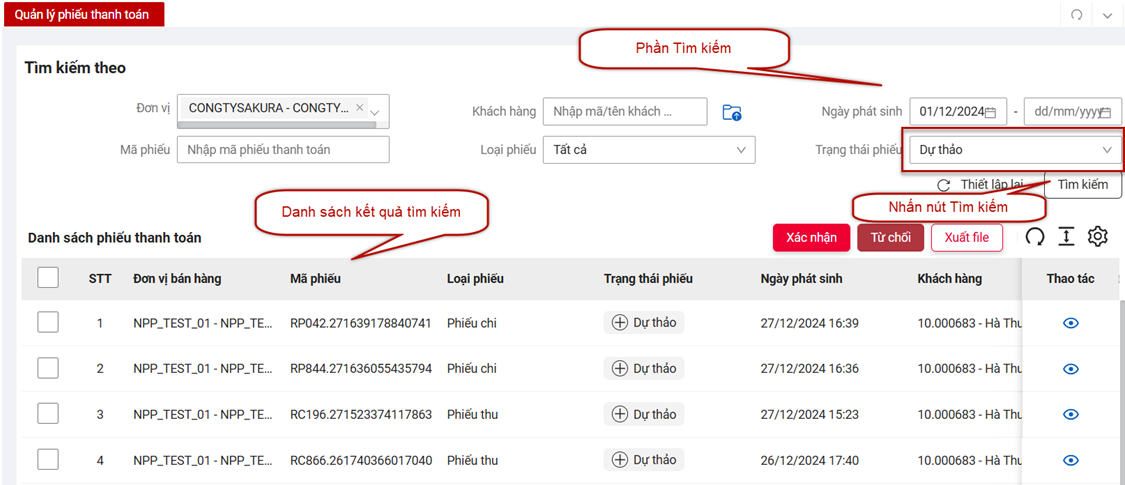 Quản lý phiếu thanh toán
Phần Tìm kiếm
Tìm kiếm theo
Đơn vị CONGTYSAKURA - CONGTY... × Khách hàng Nhập mã/tên khách ... Ngày phát sinh 01/12/2024 - dd/mm/yyyy
Mã phiếu Nhập mã phiếu thanh toán Loại phiếu Tất cả Trạng thái phiếu Dự thảo
Thiết lập lại Tìm kiếm
Danh sách kết quả tìm kiếm Nhấn nút Tìm kiếm
Danh sách phiếu thanh toán Xác nhận Từ chối Xuất file
STT Đơn vị bán hàng Mã phiếu Loại phiếu Trạng thái phiếu Ngày phát sinh Khách hàng Thao tác
1 NPP_TEST_01 - NPP_TE... RP042.271639178840741 Phiếu chi Dự thảo 27/12/2024 16:39 10.000683 - Hà Thu
2 NPP_TEST_01 - NPP_TE... RP844.271636055435794 Phiếu chi Dự thảo 27/12/2024 16:36 10.000683 - Hà Thu
3 NPP_TEST_01 - NPP_TE... RC196.271523374117863 Phiếu thu Dự thảo 27/12/2024 15:23 10.000683 - Hà Thu
4 NPP_TEST_01 - NPP_TE... RC866.261740366017040 Phiếu thu Dự thảo 26/12/2024 17:40 10.000683 - Hà Thu